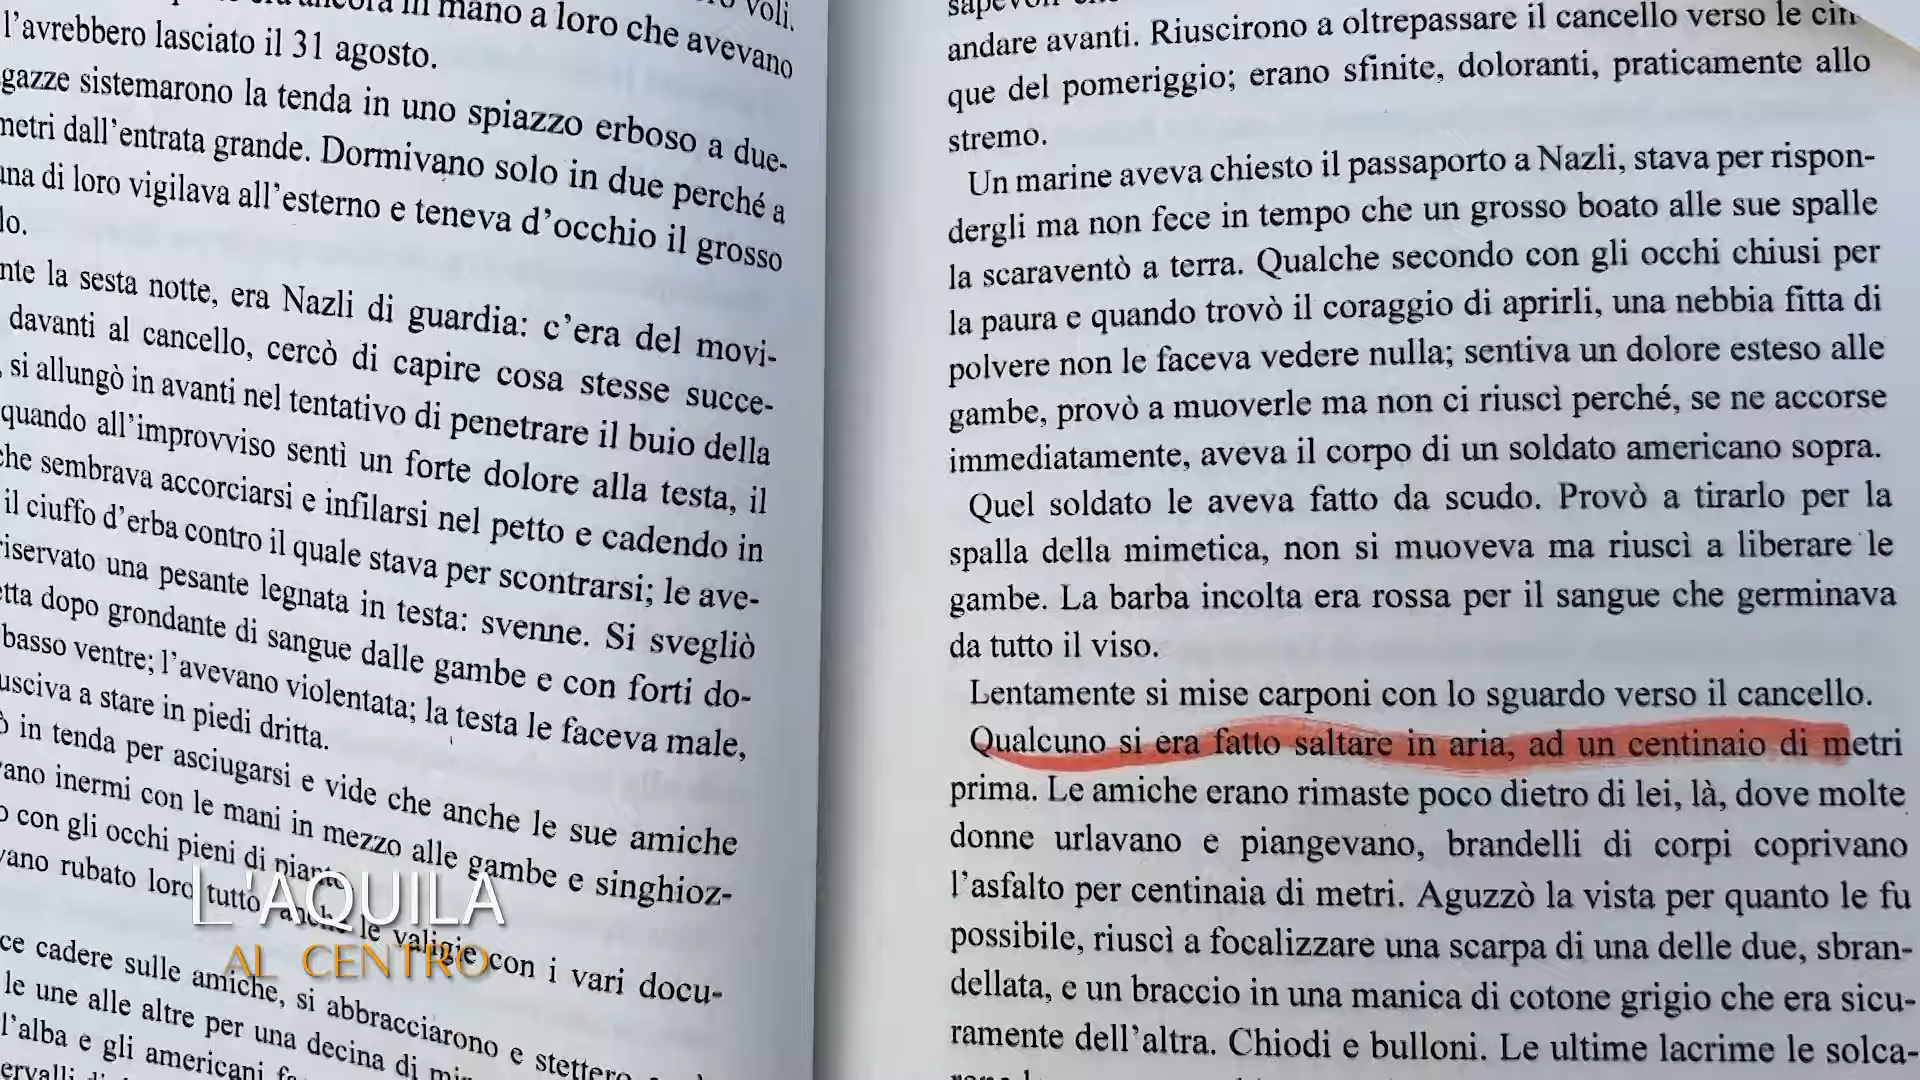 voli.
ancora in mano a loro che avevano
l'avrebbero lasciato il 31 agosto.
gazze sistemarono la tenda in uno spiazzo erboso a due-
metri dall'entrata grande. Dormivano solo in due perché a
una di loro vigilava all'esterno e teneva d'occhio il grosso
lo.
nte la sesta notte, era Nazli di guardia: c'era del movi-
davanti al cancello, cercò di capire cosa stesse succe-
, si allungò in avanti nel tentativo di penetrare il buio della
quando all'improvviso sentì un forte dolore alla testa, il
che sembrava accorciarsi e infilarsi nel petto e cadendo in
il ciuffo d'erba contro il quale stava per scontrarsi; le ave-
riservato una pesante legnata in testa: svenne. Si svegliò
etta dopo grondante di sangue dalle gambe e con forti do-
basso ventre; l'avevano violentata; la testa le faceva male,
usciva a stare in piedi dritta.
ò in tenda per asciugarsi e vide che anche le sue amiche
vano inermi con le mani in mezzo alle gambe e singhioz-
o con gli occhi pieni di pianto
vano rubato loro tutto anche le valigie con i vari docu-
ce cadere sulle amiche, si abbracciarono e stettero
le une alle altre per una decina di
l'alba e gli americani
andare avanti. Riuscirono a oltrepassare il cancello verso le cin-
que del pomeriggio; erano sfinite, doloranti, praticamente allo
stremo.
Un marine aveva chiesto il passaporto a Nazli, stava per rispon-
dergli ma non fece in tempo che un grosso boato alle sue spalle
la scaraventò a terra. Qualche secondo con gli occhi chiusi per
la paura e quando trovò il coraggio di aprirli, una nebbia fitta di
polvere non le faceva vedere nulla; sentiva un dolore esteso alle
gambe, provò a muoverle ma non ci riuscì perché, se ne accorse
immediatamente, aveva il corpo di un soldato americano sopra.
Quel soldato le aveva fatto da scudo. Provò a tirarlo per la
spalla della mimetica, non si muoveva ma riuscì a liberare le
gambe. La barba incolta era rossa per il sangue che germinava
da tutto il viso.
Lentamente si mise carponi con lo sguardo verso il cancello.
Qualcuno si era fatto saltare in aria, ad un centinaio di metri
prima. Le amiche erano rimaste poco dietro di lei, là, dove molte
donne urlavano e piangevano, brandelli di corpi coprivano
l'asfalto per centinaia di metri. Aguzzò la vista per quanto le fu
possibile, riuscì a focalizzare una scarpa di una delle due, sbran-
dellata, e un braccio in una manica di cotone grigio che era sicu-
ramente dell'altra. Chiodi e bulloni. Le ultime lacrime le solca-
L'AQUILA
AL CENTRO